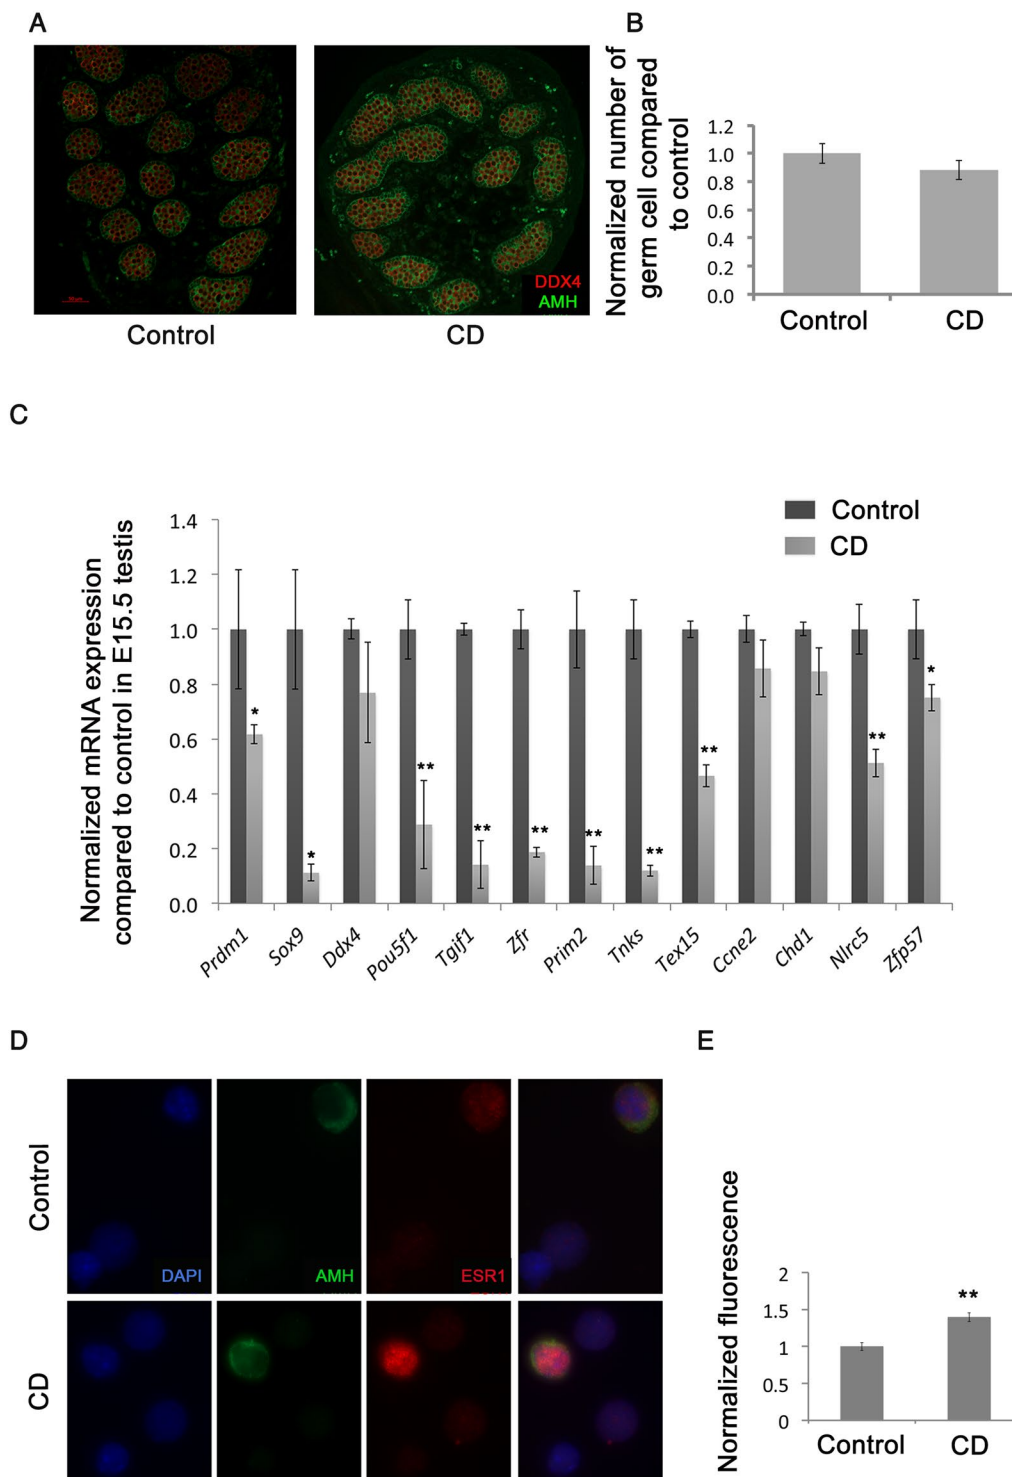 A
B
DDX4
AMH
Control
CD
Normalized number of
germ cell compared
to control
1.2
1.0
0.8
0.6
0.4
0.2
0.0
Control
CD
C
Normalized mRNA expression
compared to control in E15.5 testis
1.4
1.2
1.0
0.8
0.6
0.4
0.2
0.0
Control
CD
*
*
**
**
**
**
**
**
**
*
Prdm1
Sox9
Ddx4
Pou5f1
Tgif1
Zfr
Prim2
Tnks
Tex15
Ccne2
Chd1
Nlrc5
Zfp57
D
E
Control
DAPI
AMH
ESR1
CD
Normalized fluorescence
2
1.5
1
0.5
0
**
Control
CD